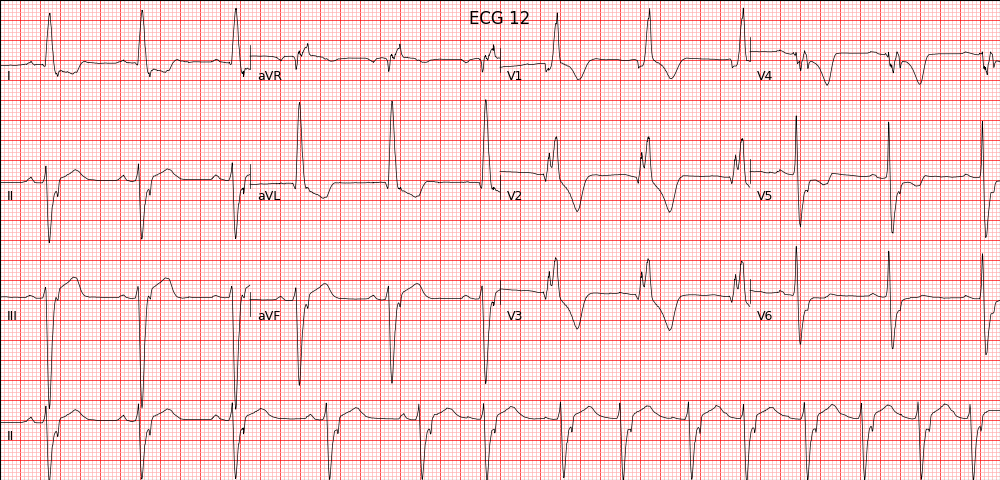 ECG 12
I aVR V1 V4
II aVL V2 V5
III aVF V3 V6
II